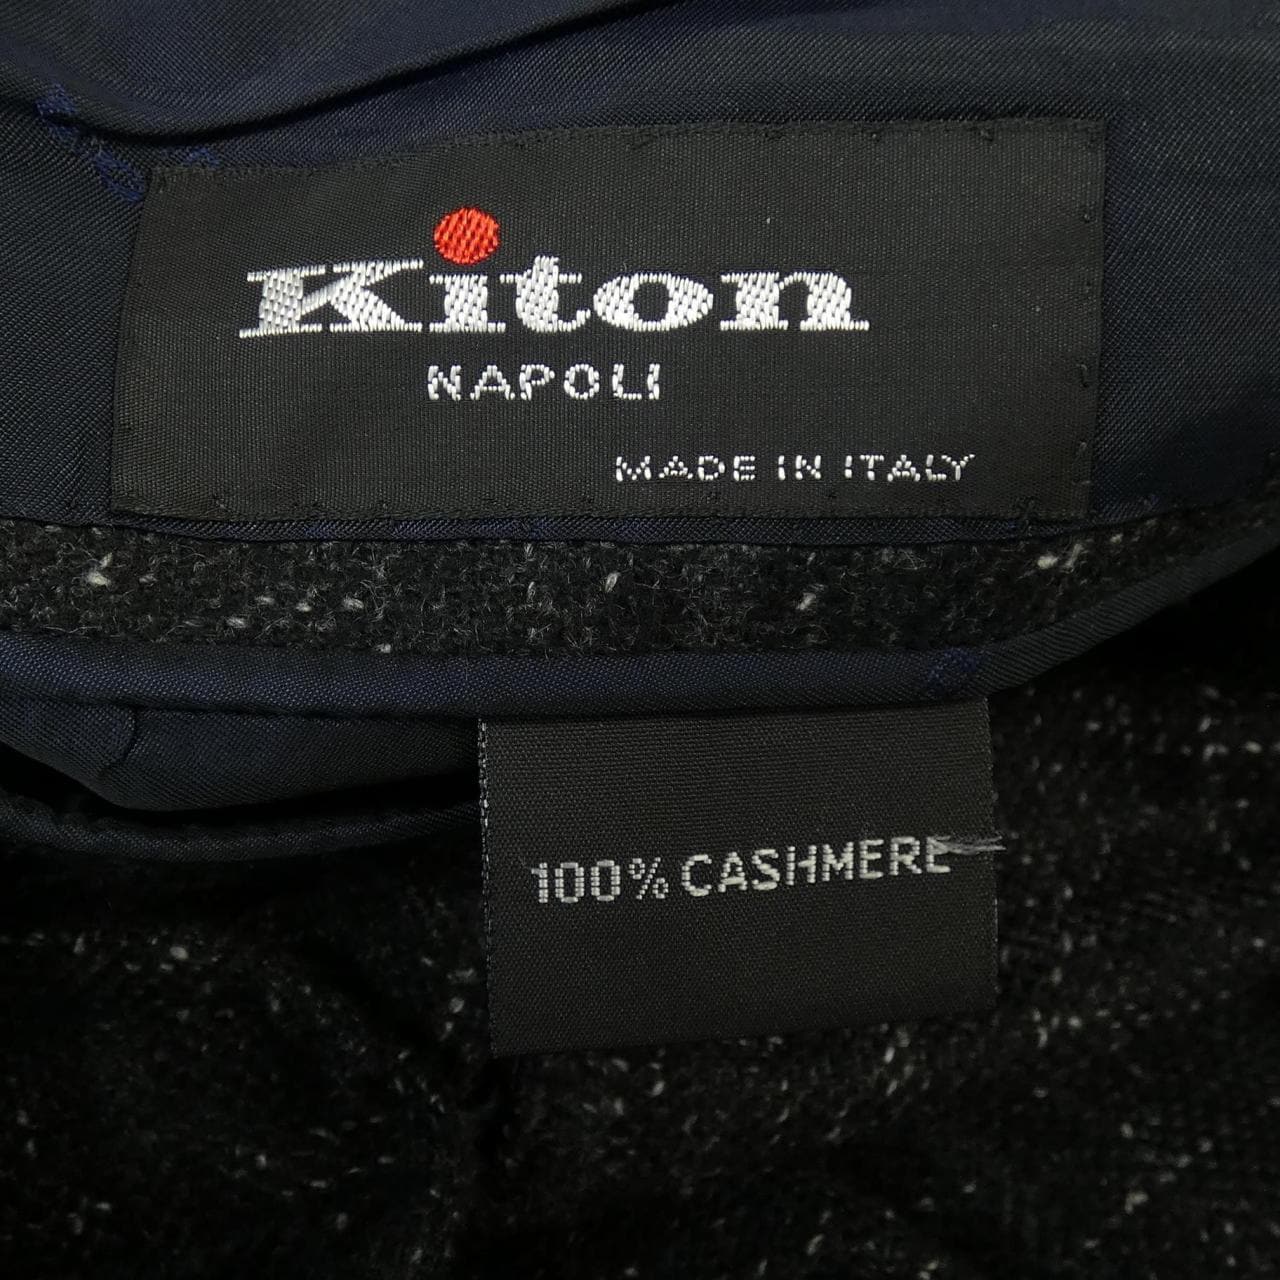 Kiton
NAPOLI
MADE IN ITALY
100% CASHMERE